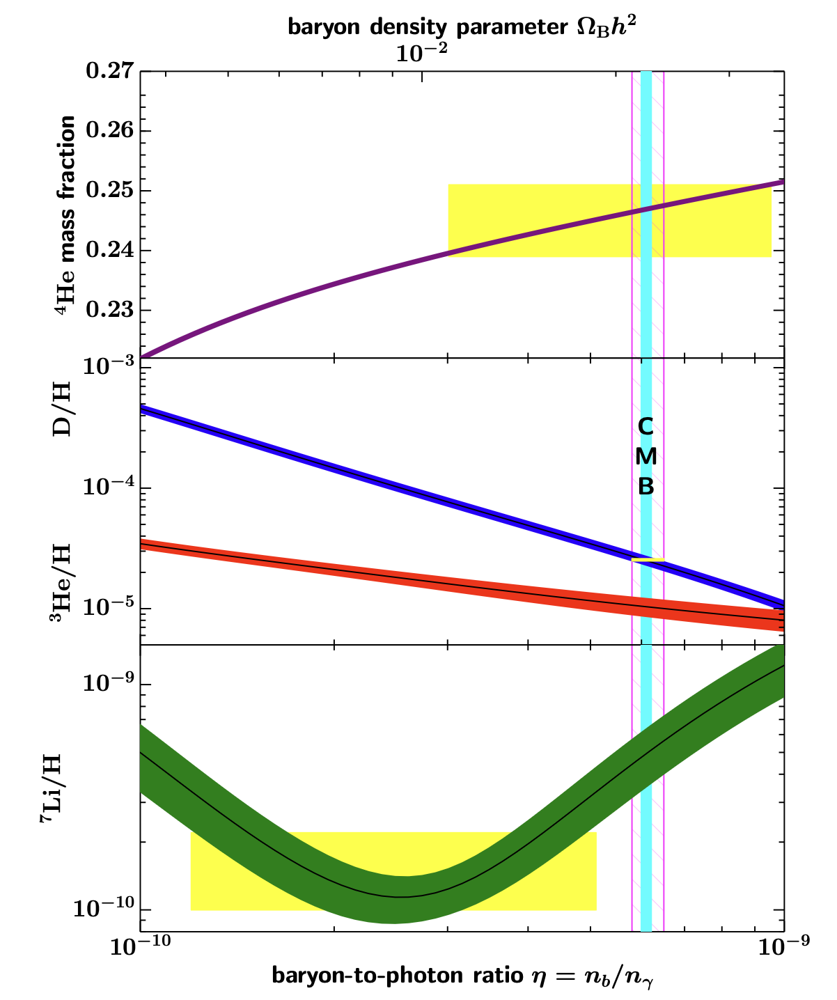 baryon density parameter Ω_B h²
10⁻²
0.27
0.26
0.25
0.24
0.23
⁴He mass fraction
10⁻³
10⁻⁴
10⁻⁵
D/H
³He/H
C
M
B
10⁻⁹
10⁻¹⁰
⁷Li/H
10⁻¹⁰
10⁻⁹
baryon-to-photon ratio η = n_b/n_γ